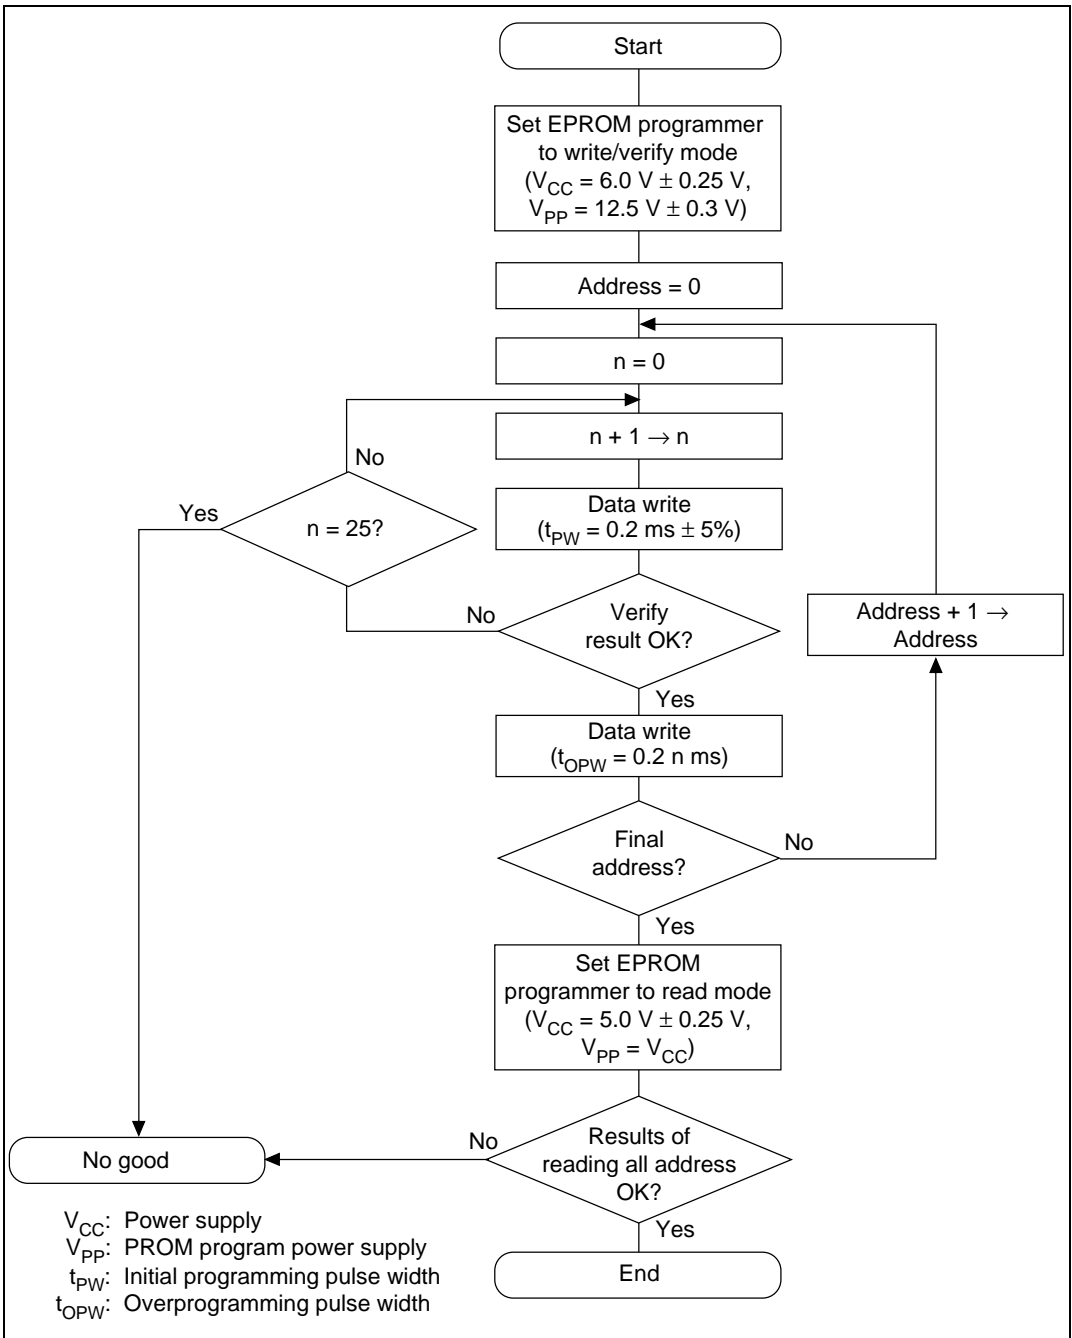 Start
Set EPROM programmer
to write/verify mode
(VCC = 6.0 V ± 0.25 V,
VPP = 12.5 V ± 0.3 V)
Address = 0
n = 0
n + 1 → n
No
Yes
n = 25?
Data write
(tPW = 0.2 ms ± 5%)
No
Verify
result OK?
Address + 1 →
Address
Yes
Data write
(tOPW = 0.2 n ms)
Final
address?
No
Yes
Set EPROM
programmer to read mode
(VCC = 5.0 V ± 0.25 V,
VPP = VCC)
No
Results of
reading all address
OK?
No good
Yes
End
VCC: Power supply
VPP: PROM program power supply
tPW: Initial programming pulse width
tOPW: Overprogramming pulse width